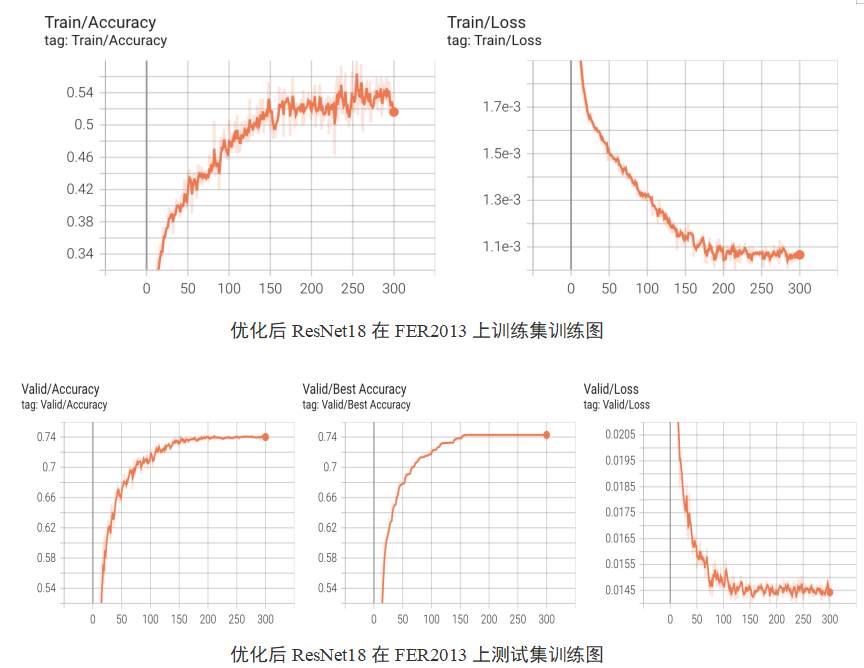 Train/Accuracy
tag: Train/Accuracy
0.54
0.5
0.46
0.42
0.38
0.34
0 50 100 150 200 250 300
Train/Loss
tag: Train/Loss
1.7e-3
1.5e-3
1.3e-3
1.1e-3
0 50 100 150 200 250 300
优化后 ResNet18 在 FER2013 上训练集训练图
Valid/Accuracy
tag: Valid/Accuracy
0.74
0.7
0.66
0.62
0.58
0.54
0 50 100 150 200 250 300
Valid/Best Accuracy
tag: Valid/Best Accuracy
0.74
0.7
0.66
0.62
0.58
0.54
0 50 100 150 200 250 300
Valid/Loss
tag: Valid/Loss
0.0205
0.0195
0.0185
0.0175
0.0165
0.0155
0.0145
0 50 100 150 200 250 300
优化后 ResNet18 在 FER2013 上测试集训练图